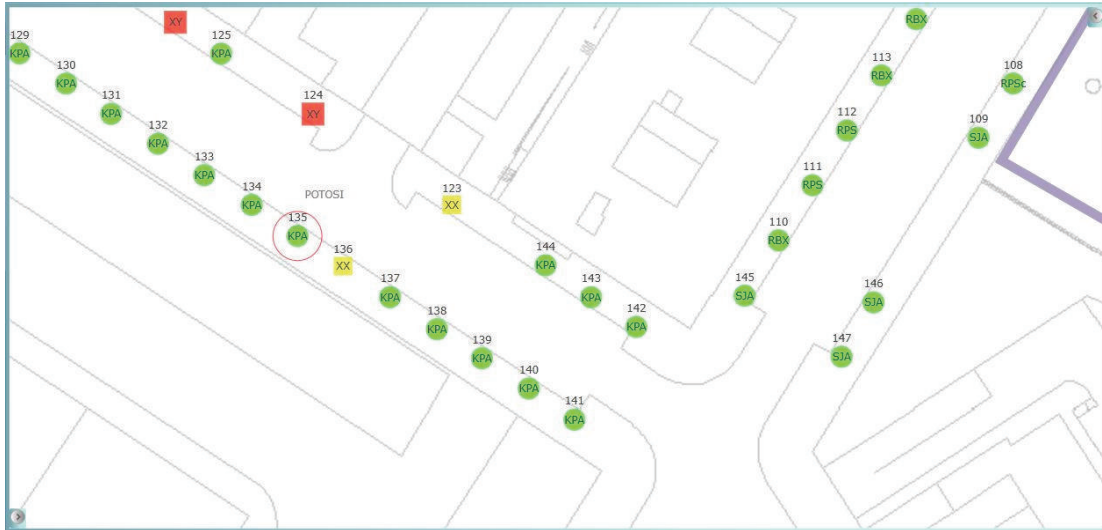 XY
RBX
129
KPA
125
KPA
130
KPA
113
RBX
108
RPSc
131
KPA
124
XY
112
RPS
109
SJA
132
KPA
133
KPA
111
RPS
134
KPA
POTOSI
123
XX
135
KPA
110
RBX
136
XX
144
KPA
137
KPA
143
KPA
145
SJA
146
SJA
138
KPA
142
KPA
139
KPA
147
SJA
140
KPA
141
KPA